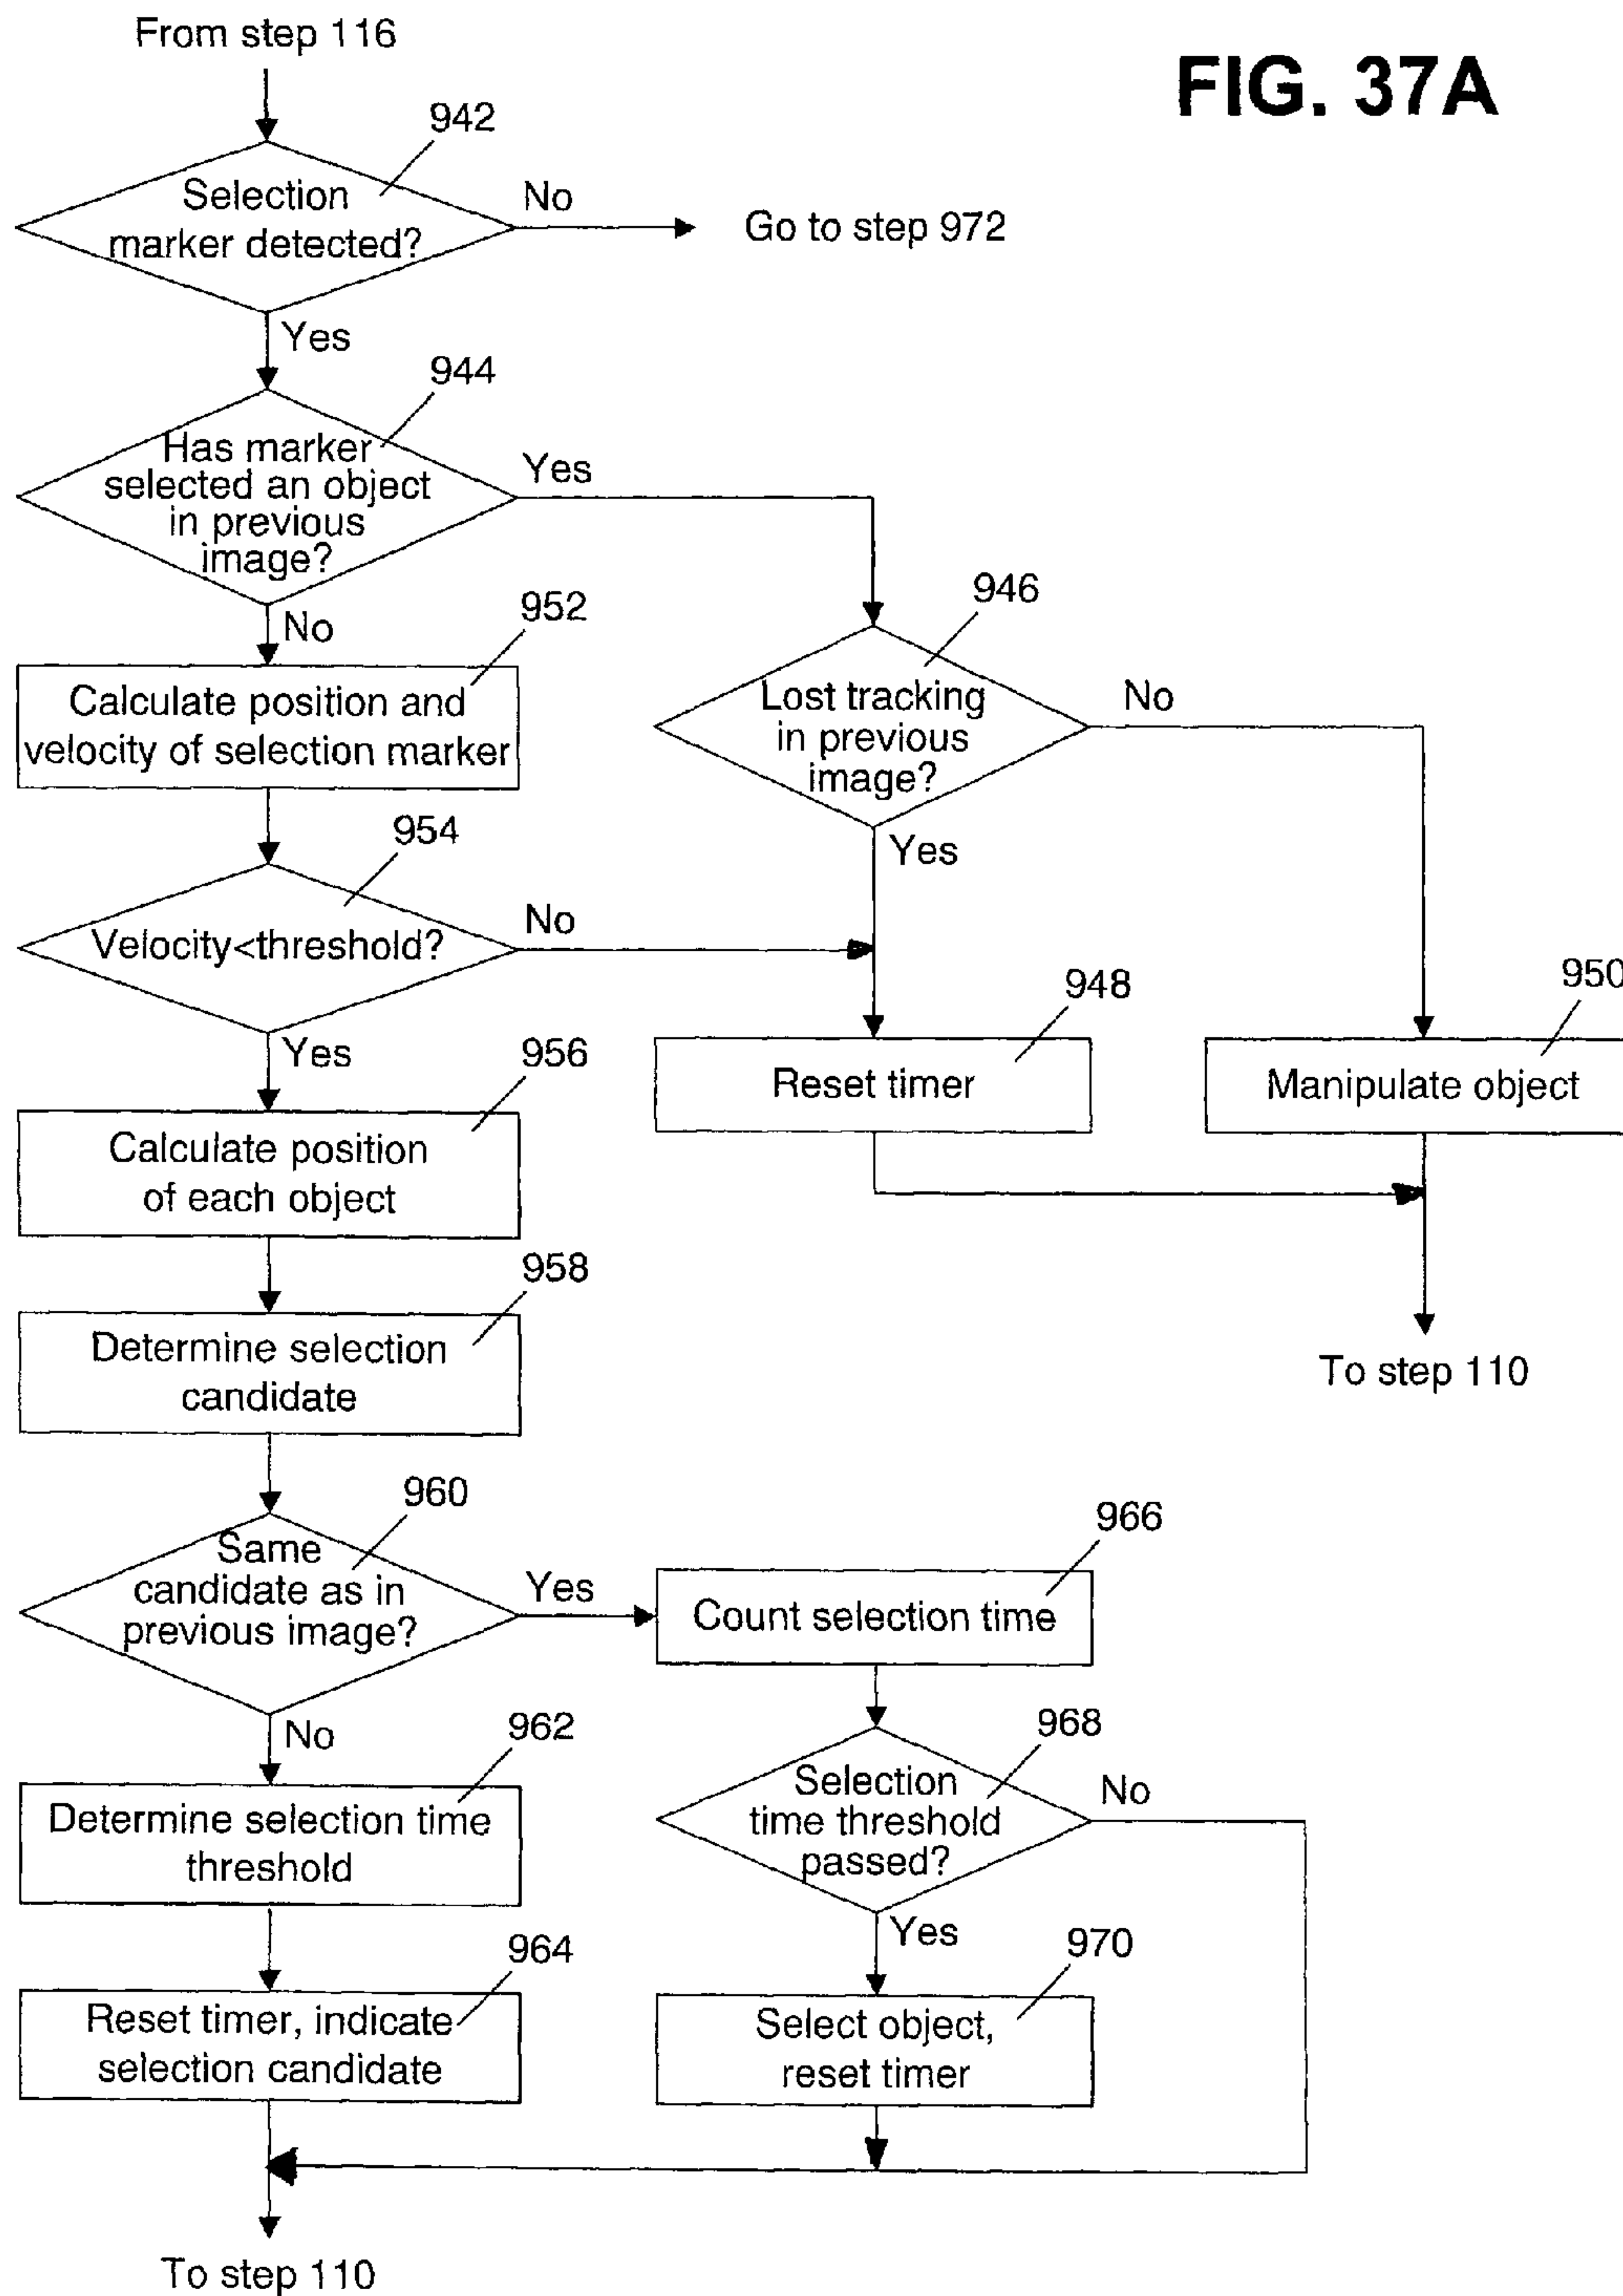 From step 116
FIG. 37A
942
Selection
marker detected?
No
Go to step 972
Yes
944
Has marker
selected an object
in previous
image?
Yes
No
946
Lost tracking
in previous
image?
No
Yes
952
Calculate position and
velocity of selection marker
954
Velocity<threshold?
No
Yes
948
Reset timer
950
Manipulate object
To step 110
956
Calculate position
of each object
958
Determine selection
candidate
960
Same
candidate as in
previous image?
Yes
No
966
Count selection time
968
Selection
time threshold
passed?
No
Yes
962
Determine selection time
threshold
964
Reset timer, indicate
selection candidate
970
Select object,
reset timer
To step 110